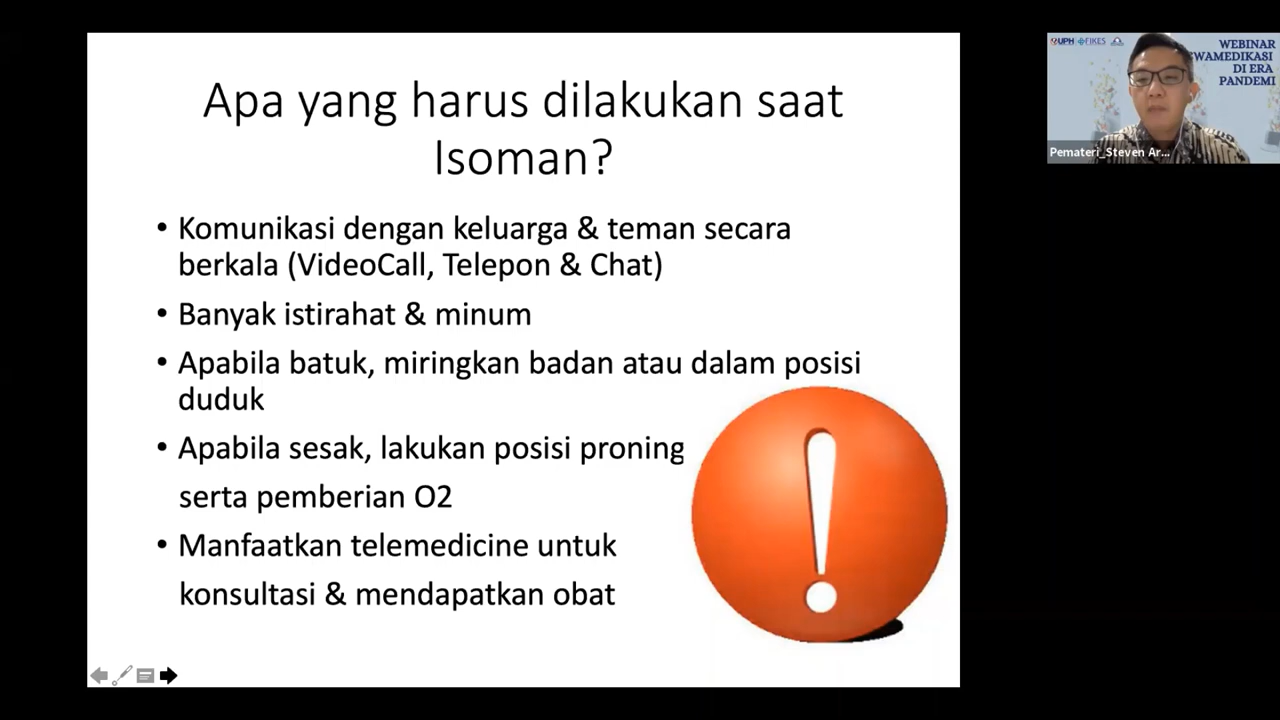 Apa yang harus dilakukan saat
Isoman?
• Komunikasi dengan keluarga & teman secara
berkala (VideoCall, Telepon & Chat)
• Banyak istirahat & minum
• Apabila batuk, miringkan badan atau dalam posisi
duduk
• Apabila sesak, lakukan posisi proning
serta pemberian O2
• Manfaatkan telemedicine untuk
konsultasi & mendapatkan obat
UPH FIKES
WEBINAR
WAMEDIKASI
DI ERA
PANDEMI
Pemateri_Steven Ar...